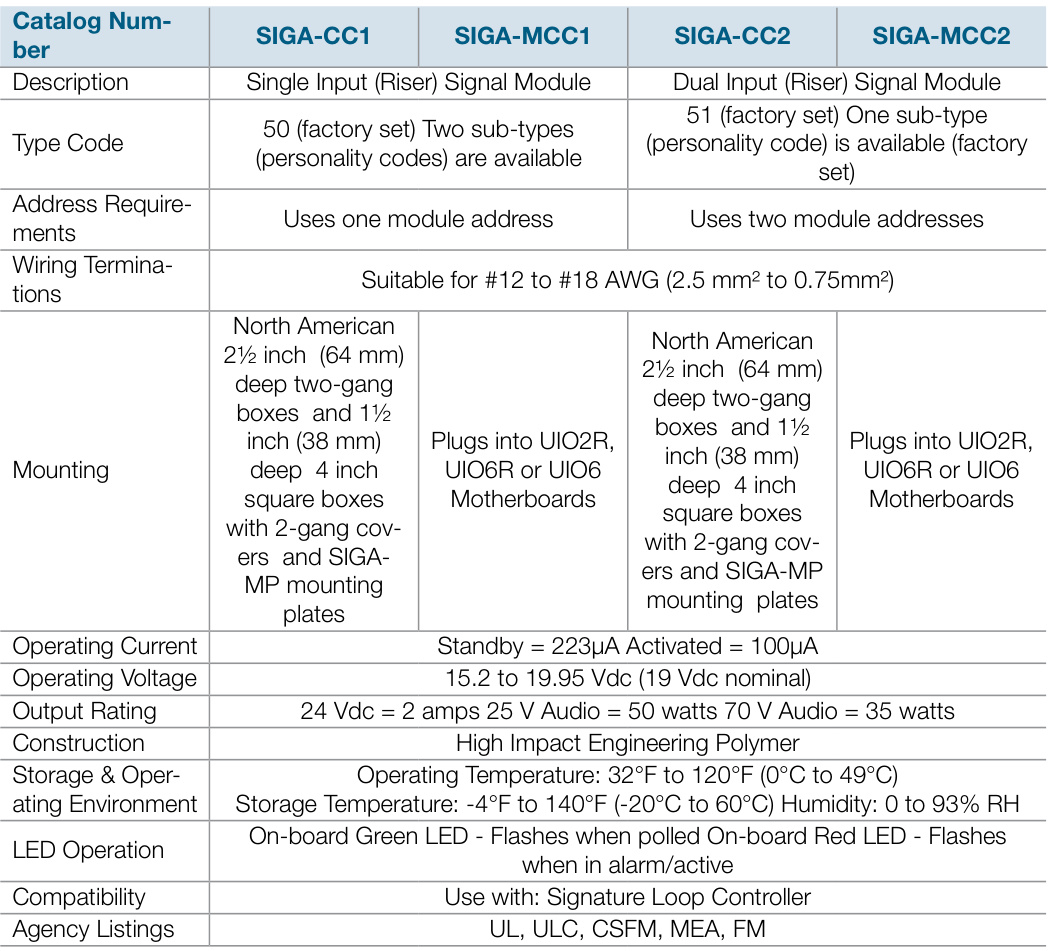 Catalog Num-
ber
SIGA-CC1
SIGA-MCC1
SIGA-CC2
SIGA-MCC2
Description
Single Input (Riser) Signal Module
Dual Input (Riser) Signal Module
Type Code
50 (factory set) Two sub-types
(personality codes) are available
51 (factory set) One sub-type
(personality code) is available (factory
set)
Address Require-
ments
Uses one module address
Uses two module addresses
Wiring Termina-
tions
Suitable for #12 to #18 AWG (2.5 mm² to 0.75mm²)
Mounting
North American
2½ inch (64 mm)
deep two-gang
boxes and 1½
inch (38 mm)
deep 4 inch
square boxes
with 2-gang cov-
ers and SIGA-
MP mounting
plates
Plugs into UIO2R,
UIO6R or UIO6
Motherboards
North American
2½ inch (64 mm)
deep two-gang
boxes and 1½
inch (38 mm)
deep 4 inch
square boxes
with 2-gang cov-
ers and SIGA-MP
mounting plates
Plugs into UIO2R,
UIO6R or UIO6
Motherboards
Operating Current
Standby = 223µA Activated = 100µA
Operating Voltage
15.2 to 19.95 Vdc (19 Vdc nominal)
Output Rating
24 Vdc = 2 amps 25 V Audio = 50 watts 70 V Audio = 35 watts
Construction
High Impact Engineering Polymer
Storage & Oper-
ating Environment
Operating Temperature: 32°F to 120°F (0°C to 49°C)
Storage Temperature: -4°F to 140°F (-20°C to 60°C) Humidity: 0 to 93% RH
LED Operation
On-board Green LED - Flashes when polled On-board Red LED - Flashes
when in alarm/active
Compatibility
Use with: Signature Loop Controller
Agency Listings
UL, ULC, CSFM, MEA, FM